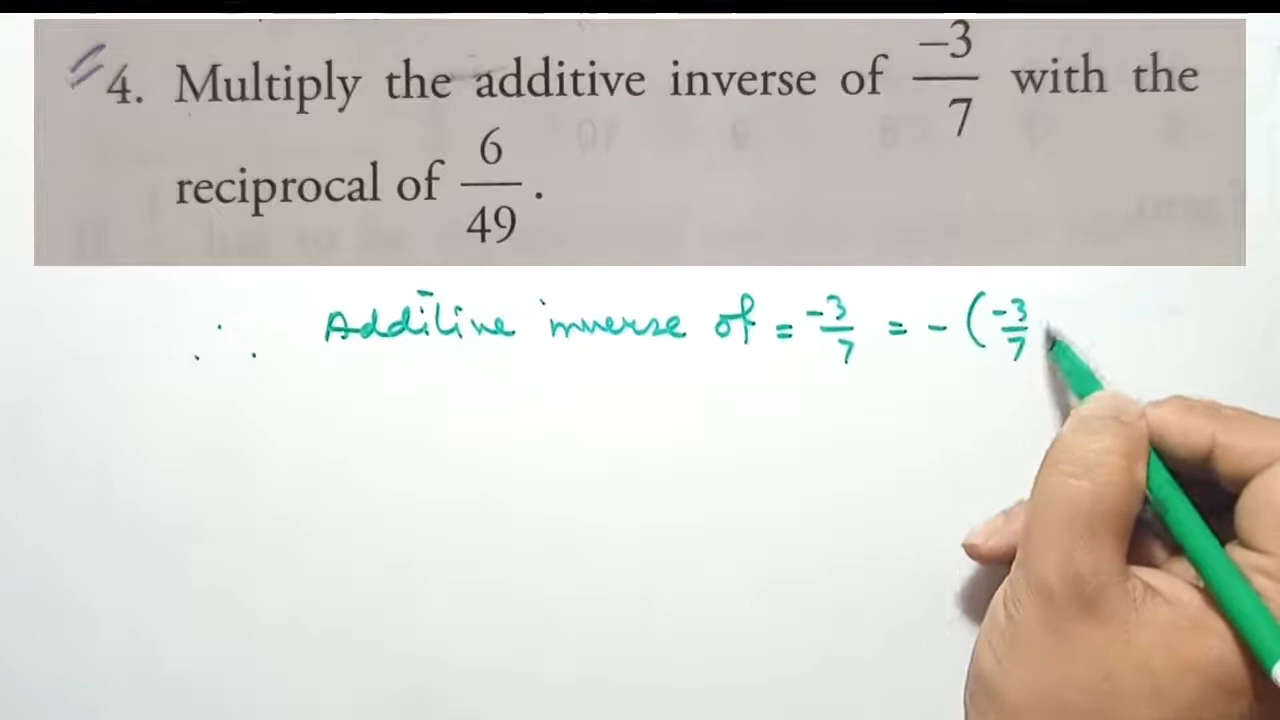 4. Multiply the additive inverse of -3/7 with the
reciprocal of 6/49.
∴ Additive inverse of = -3/7 = - (-3/7